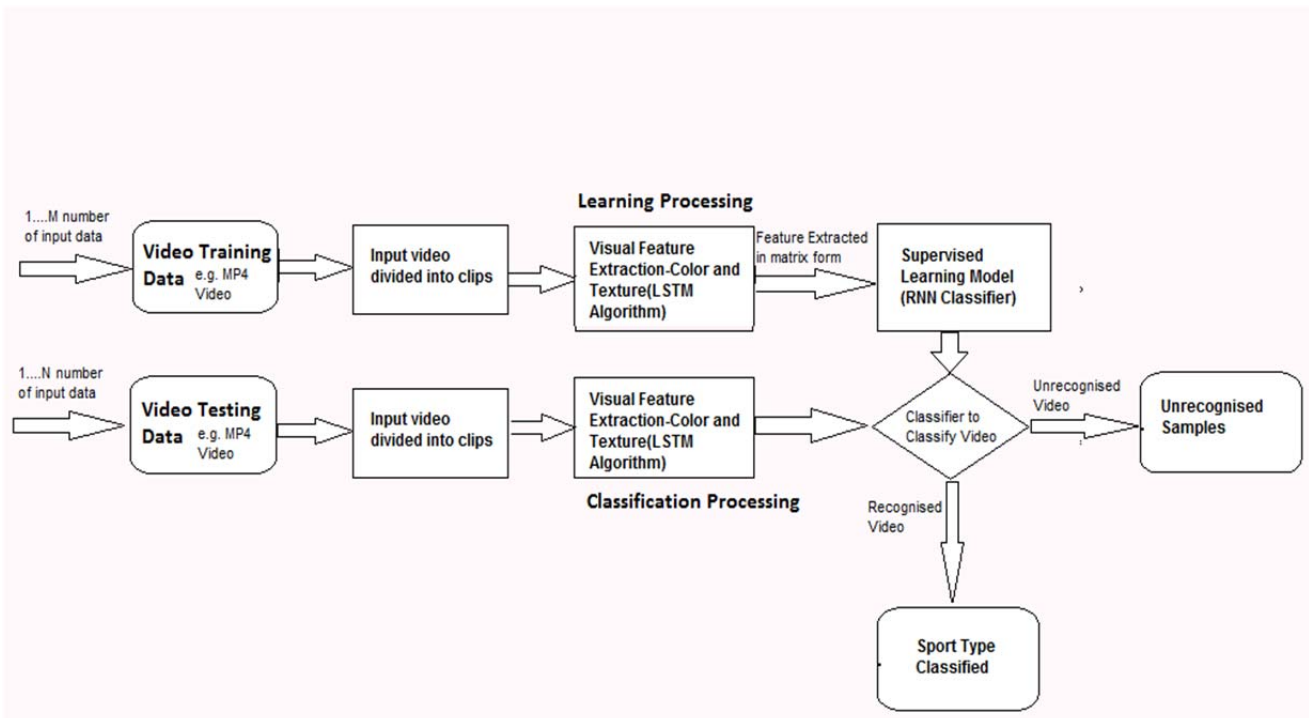 Learning Processing
1....M number
of input data
Video Training
Data e.g. MP4
Video
Input video
divided into clips
Visual Feature
Extraction-Color and
Texture(LSTM
Algorithm)
Feature Extracted
in matrix form
Supervised
Learning Model
(RNN Classifier)
1....N number
of input data
Video Testing
Data e.g. MP4
Video
Input video
divided into clips
Visual Feature
Extraction-Color and
Texture(LSTM
Algorithm)
Classification Processing
Classifier to
Classify Video
Unrecognised
Video
Unrecognised
Samples
Recognised
Video
Sport Type
Classified